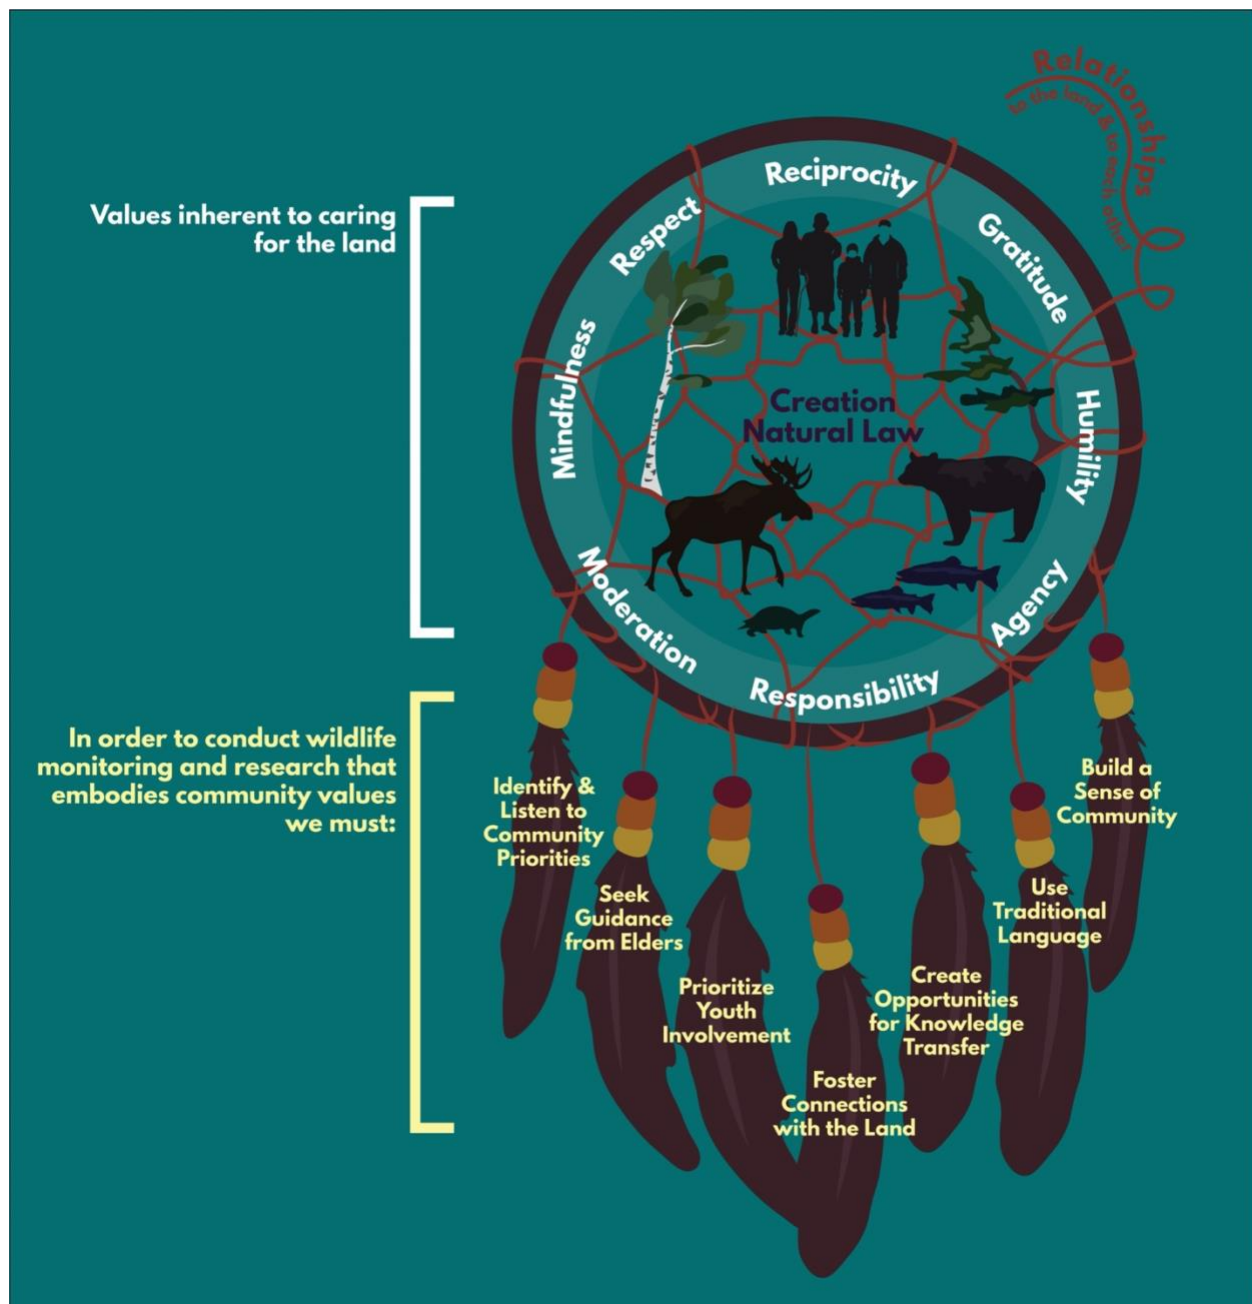 Relationships
to the land & to each other
Values inherent to caring
for the land
Reciprocity
Respect
Gratitude
Mindfulness
Humility
Creation
Natural Law
Moderation
Agency
Responsibility
In order to conduct wildlife
monitoring and research that
embodies community values
we must:
Identify &
Listen to
Community
Priorities
Seek
Guidance
from Elders
Prioritize
Youth
Involvement
Foster
Connections
with the Land
Create
Opportunities
for Knowledge
Transfer
Use
Traditional
Language
Build a
Sense of
Community